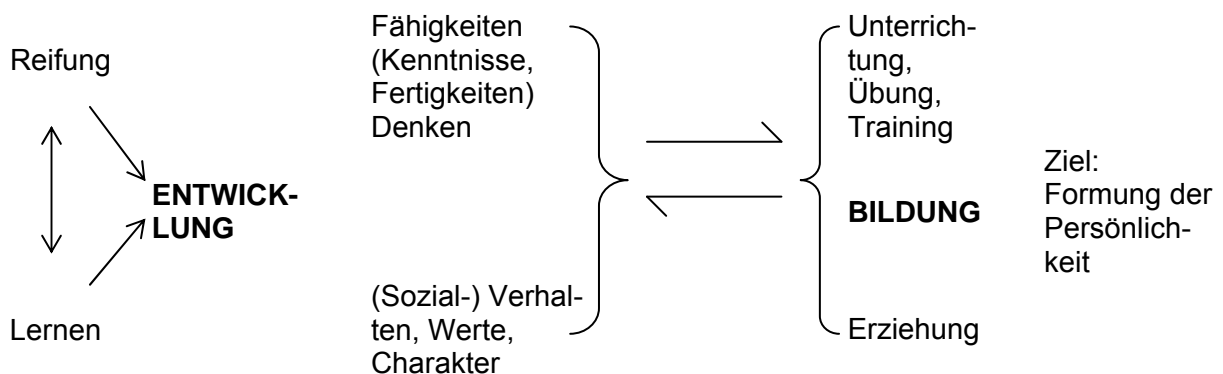 Reifung
Lernen
ENTWICK-
LUNG
Fähigkeiten
(Kenntnisse,
Fertigkeiten)
Denken
(Sozial-) Verhal-
ten, Werte,
Charakter
Unterrich-
tung,
Übung,
Training
BILDUNG
Erziehung
Ziel:
Formung der
Persönlich-
keit